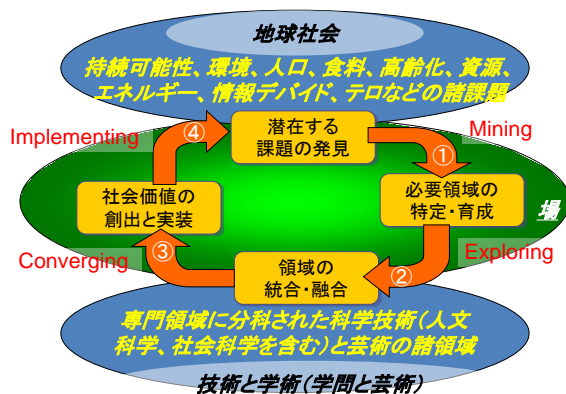 地球社会
持続可能性、環境、人口、食料、高齢化、資源、
エネルギー、情報デバイド、テロなどの諸課題
Implementing
④
潜在する
課題の発見
Mining
①
社会価値の
創出と実装
必要領域の
特定・育成
場
Converging
③
領域の
統合・融合
②
Exploring
専門領域に分科された科学技術(人文
科学、社会科学を含む)と芸術の諸領域
技術と学術(学問と芸術)